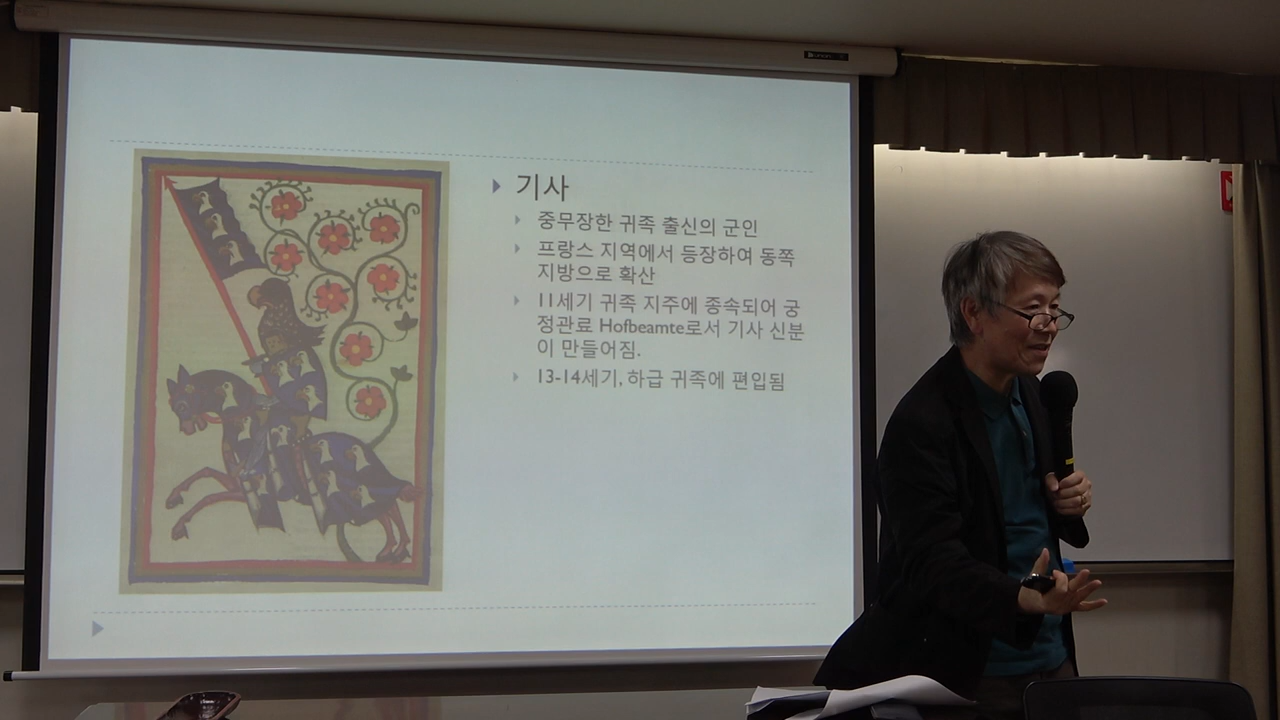 기사
중무장한 귀족 출신의 군인
프랑스 지역에서 등장하여 동쪽
지방으로 확산
11세기 귀족 지주에 종속되어 궁
정관료 Hofbeamte로서 기사 신분
이 만들어짐.
13-14세기, 하급 귀족에 편입됨